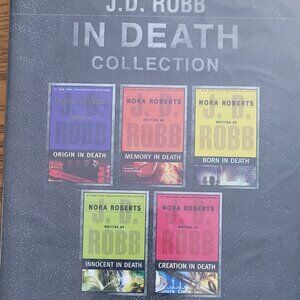 J.D. ROBB
IN DEATH
COLLECTION
J. D.
ROBB
ORIGIN IN DEATH
NORA ROBERTS
J. D.
WRITING AS
ROBB
MEMORY IN DEATH
NORA ROBERTS
J. D.
WRITING AS
ROBB
BORN IN DEATH
NORA ROBERTS
J. D.
WRITING AS
ROBB
INNOCENT IN DEATH
NORA ROBERTS
J. D.
WRITING AS
ROBB
CREATION IN DEATH